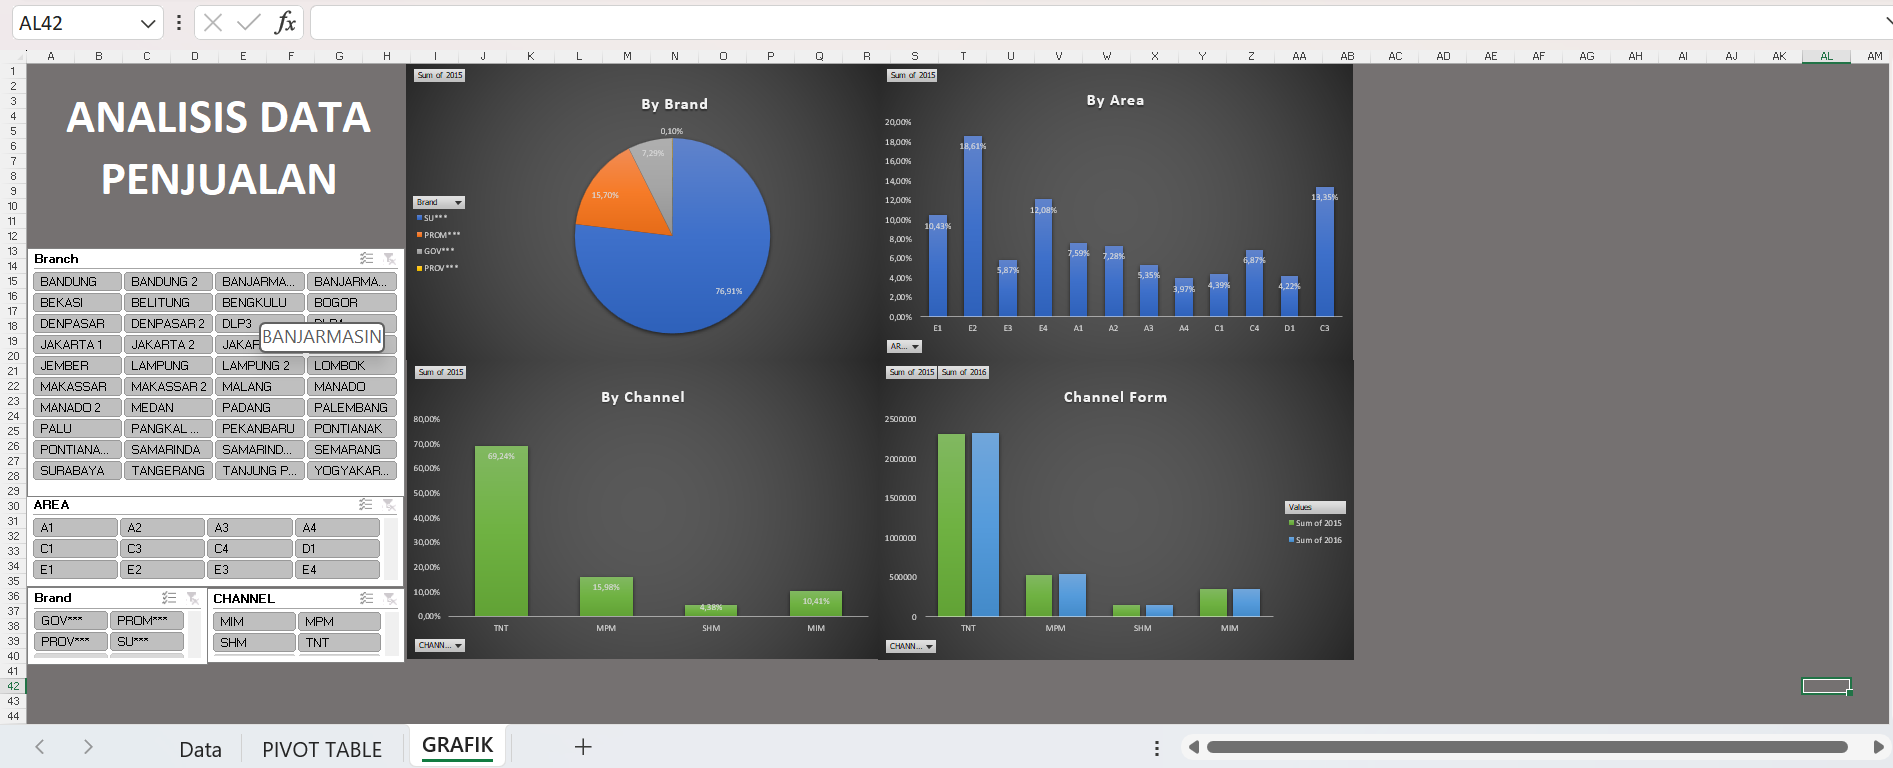 AL42
fx
A B C D E F G H I J K L M N O P Q R S T U V W X Y Z AA AB AC AD AE AF AG AH AI AJ AK AL AM
1
2
3
4
5
6
7
8
9
10
11
12
13
14
15
16
17
18
19
20
21
22
23
24
25
26
27
28
29
30
31
32
33
34
35
36
37
38
39
40
41
42
43
44
ANALISIS DATA
PENJUALAN
Branch
BANDUNG BANDUNG 2 BANJARMA... BANJARMA...
BEKASI BELITUNG BENGKULU BOGOR
DENPASAR DENPASAR 2 DLP3
BANJARMASIN
JAKARTA 1 JAKARTA 2
JEMBER LAMPUNG LAMPUNG 2 LOMBOK
MAKASSAR MAKASSAR 2 MALANG MANADO
MANADO 2 MEDAN PADANG PALEMBANG
PALU PANGKAL ... PEKANBARU PONTIANAK
PONTIANA... SAMARINDA SAMARIND... SEMARANG
SURABAYA TANGERANG TANJUNG P... YOGYAKAR...
AREA
A1 A2 A3 A4
C1 C3 C4 D1
E1 E2 E3 E4
Brand
GOV*** PROM***
PROV*** SU***
CHANNEL
MIM MPM
SHM TNT
Sum of 2015
By Brand
0,10%
7,29%
15,70%
76,91%
Brand
SU***
PROM***
GOV***
PROV***
Sum of 2015
By Area
20,00%
18,00%
16,00%
14,00%
12,00%
10,00%
8,00%
6,00%
4,00%
2,00%
0,00%
10,43% 18,61% 5,87% 12,08% 7,59% 7,28% 5,35% 3,97% 4,39% 6,87% 4,22% 13,35%
E1 E2 E3 E4 A1 A2 A3 A4 C1 C4 D1 C3
AR...
Sum of 2015
By Channel
80,00%
70,00%
60,00%
50,00%
40,00%
30,00%
20,00%
10,00%
0,00%
69,24% 15,98% 4,38% 10,41%
TNT MPM SHM MIM
CHANN...
Sum of 2015 Sum of 2016
Channel Form
2500000
2000000
1500000
1000000
500000
0
TNT MPM SHM MIM
Values
Sum of 2015
Sum of 2016
CHANN...
Data PIVOT TABLE GRAFIK +